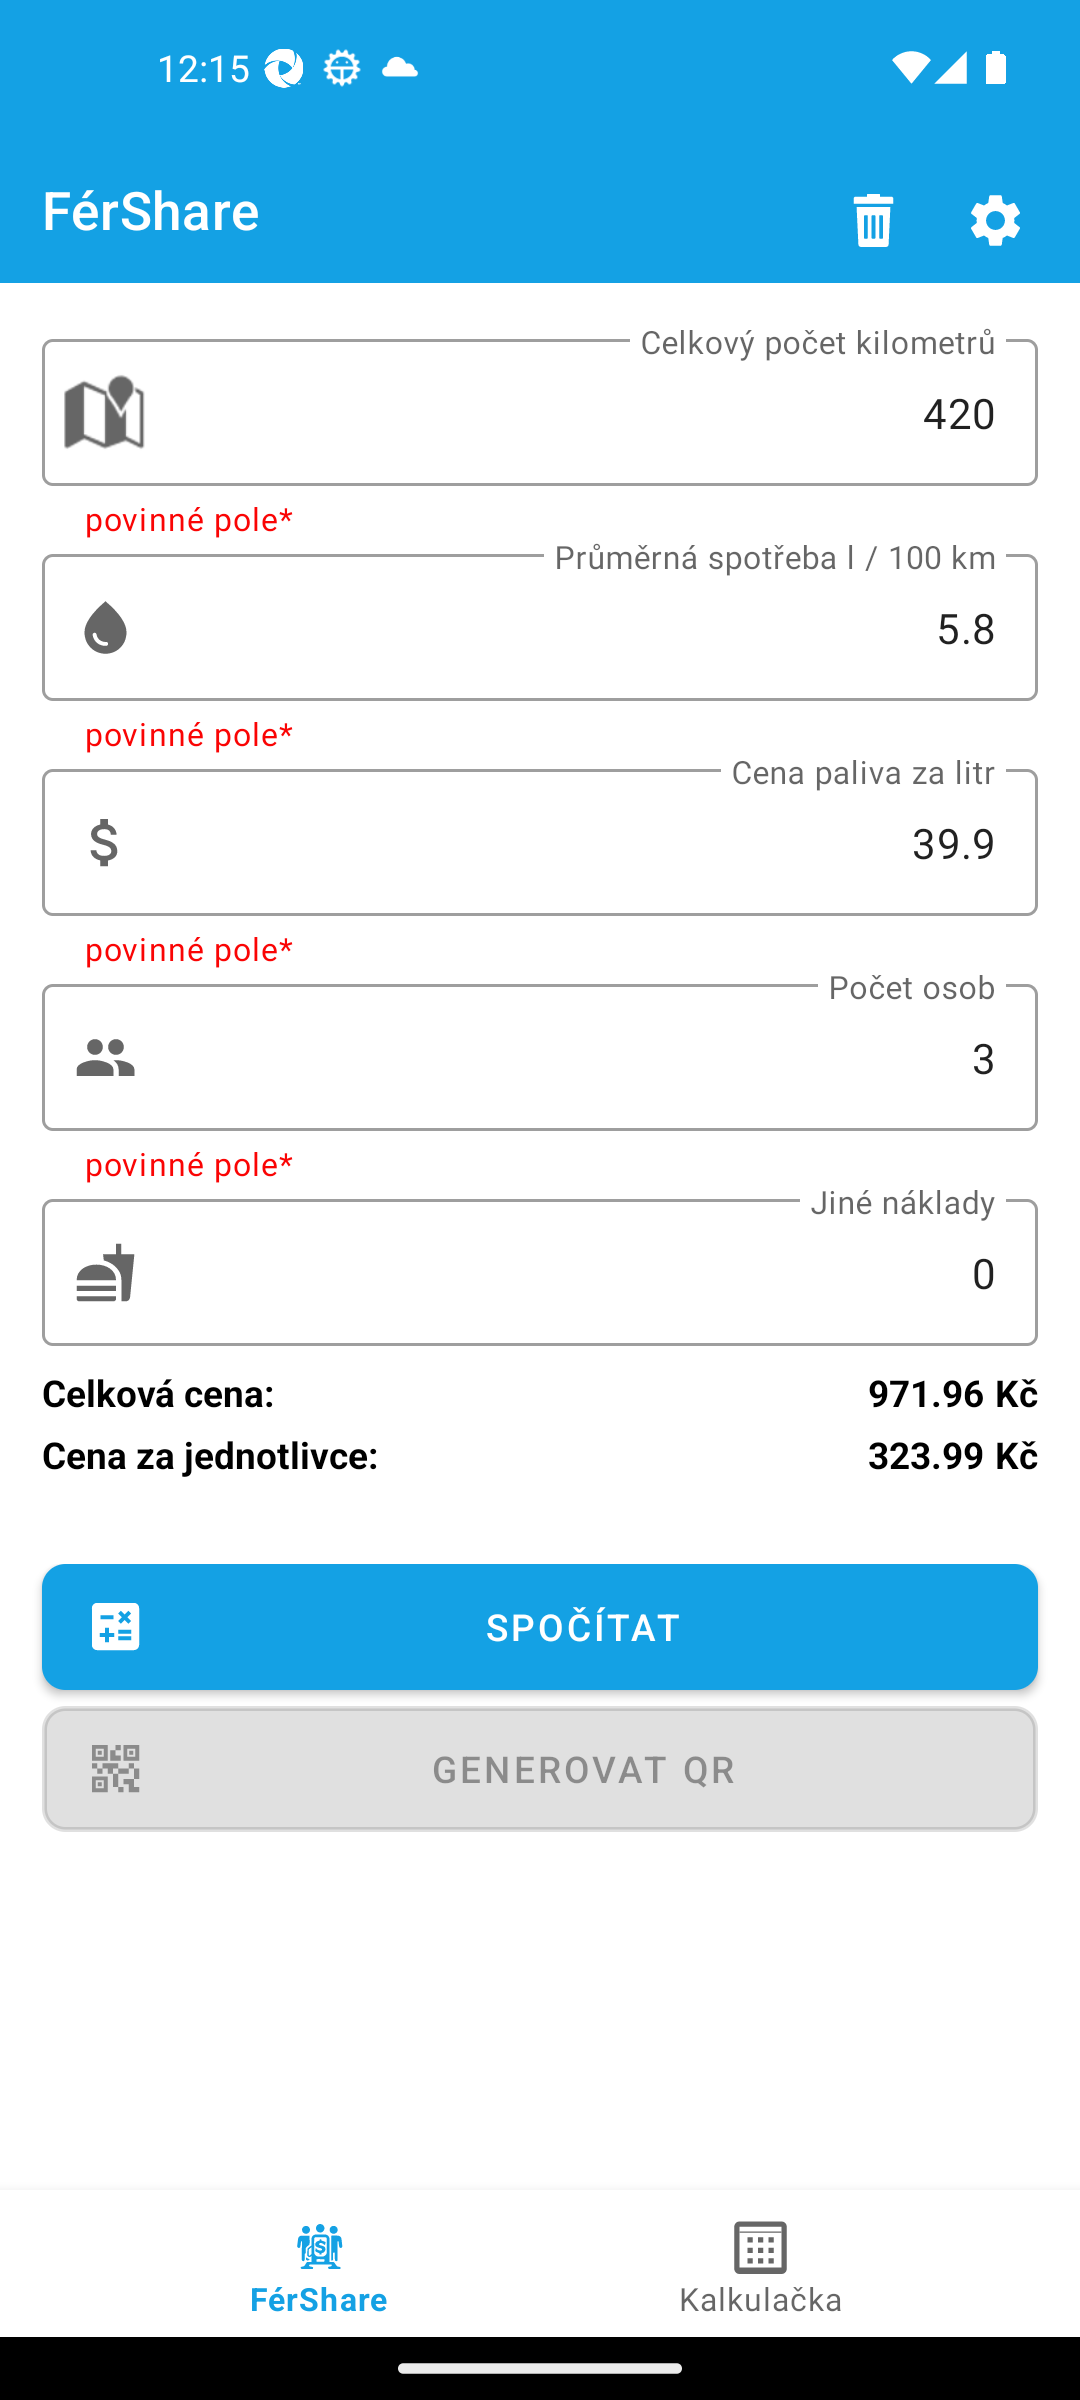 12:15
FérShare
Celkový počet kilometrů
420
povinné pole*
Průměrná spotřeba l / 100 km
5.8
povinné pole*
Cena paliva za litr
39.9
povinné pole*
Počet osob
3
povinné pole*
Jiné náklady
0
Celková cena: 971.96 Kč
Cena za jednotlivce: 323.99 Kč
SPOČÍTAT
GENEROVAT QR
FérShare Kalkulačka